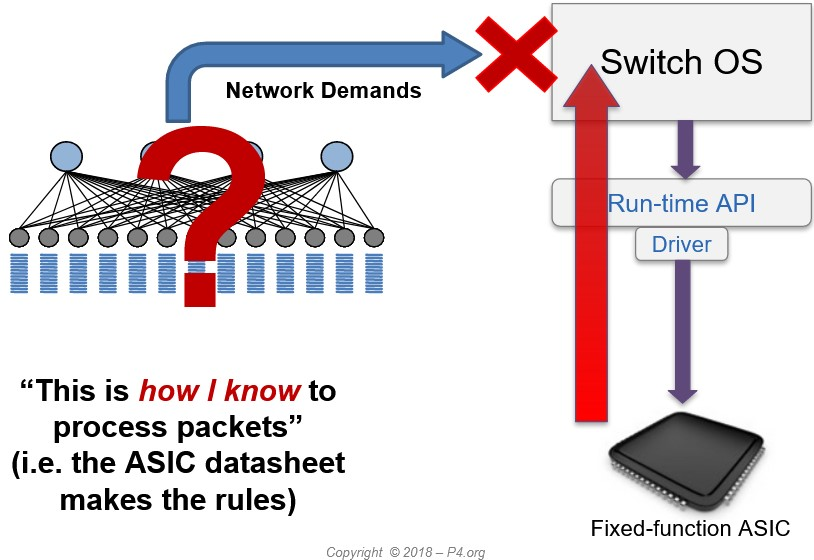 Switch OS
Network Demands
?
Run-time API
Driver
“This is how I know to
process packets”
(i.e. the ASIC datasheet
makes the rules)
Fixed-function ASIC
Copyright © 2018 – P4.org